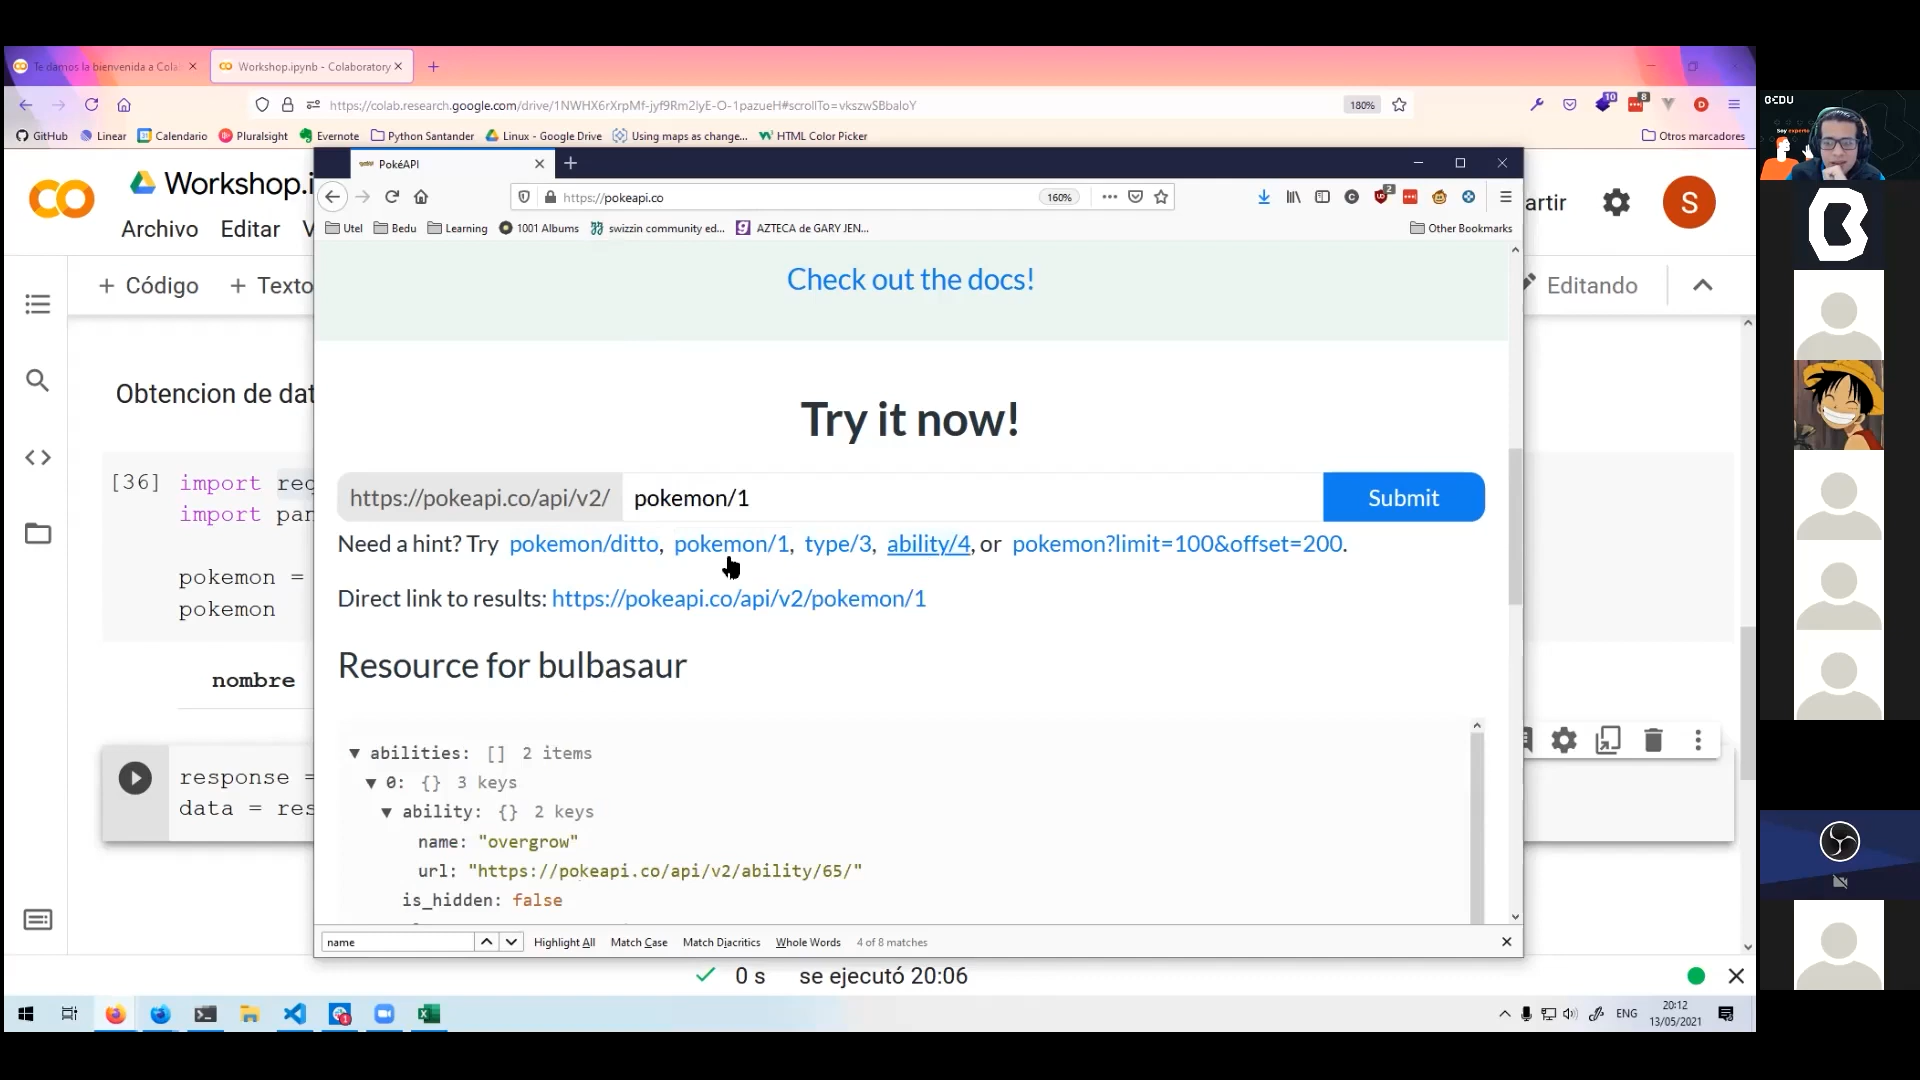 Te damos la bienvenida a Cola
Workshop.ipynb - Colaboratory
https://colab.research.google.com/drive/1NWHX6rXrpMf-jyf9Rm2lyE-O-1pazueH#scrollTo=vkszwSBbaloY
180%
10
8
D
GitHub
Linear
Calendario
Pluralsight
Evernote
Python Santander
Linux - Google Drive
Using maps as change...
HTML Color Picker
Otros marcadores
Workshop.i
Archivo Editar V
artir
S
+ Código + Texto
Editando
PokéAPI
https://pokeapi.co
160%
2
Utel
Bedu
Learning
1001 Albums
swizzin community ed...
AZTECA de GARY JEN...
Other Bookmarks
Check out the docs!
Try it now!
https://pokeapi.co/api/v2/ pokemon/1 Submit
Need a hint? Try pokemon/ditto, pokemon/1, type/3, ability/4, or pokemon?limit=100&offset=200.
Direct link to results: https://pokeapi.co/api/v2/pokemon/1
Resource for bulbasaur
abilities: [] 2 items
0: {} 3 keys
ability: {} 2 keys
name: "overgrow"
url: "https://pokeapi.co/api/v2/ability/65/"
is_hidden: false
name
Highlight All Match Case Match Diacritics Whole Words 4 of 8 matches
Obtencion de dat
[36] import req
import pan
pokemon =
pokemon
nombre
response =
data = res
0 s se ejecutó 20:06
ENG
20:12
13/05/2021
BEDU
Soy experto